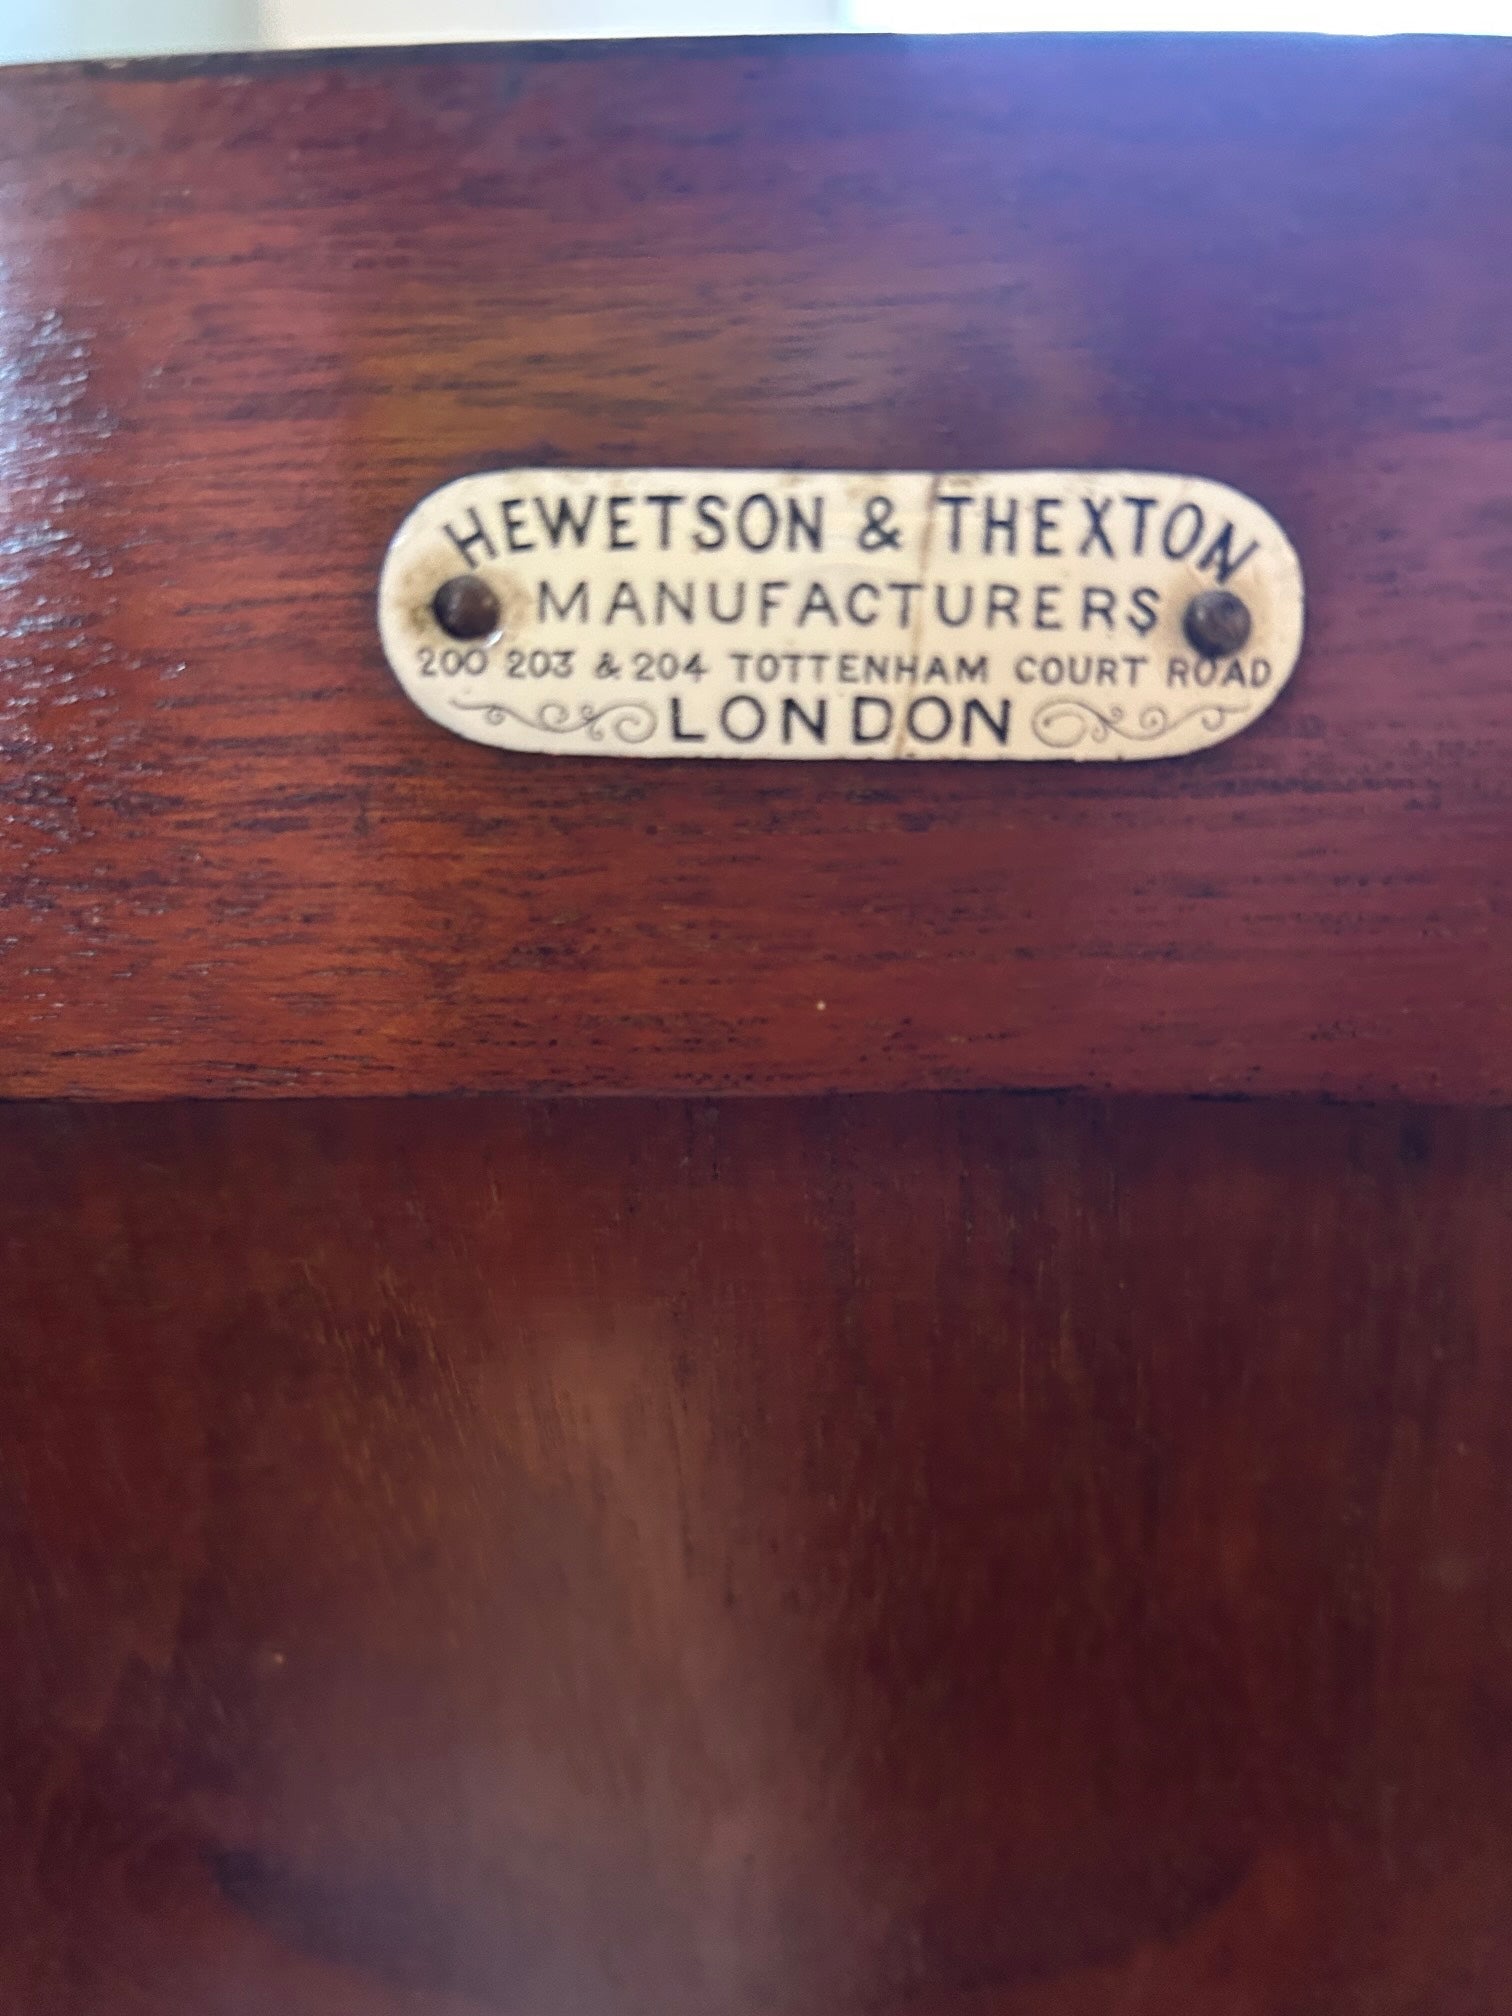 HEWETSON & THEXTON
MANUFACTURERS
200 203 & 204 TOTTENHAM COURT ROAD
LONDON